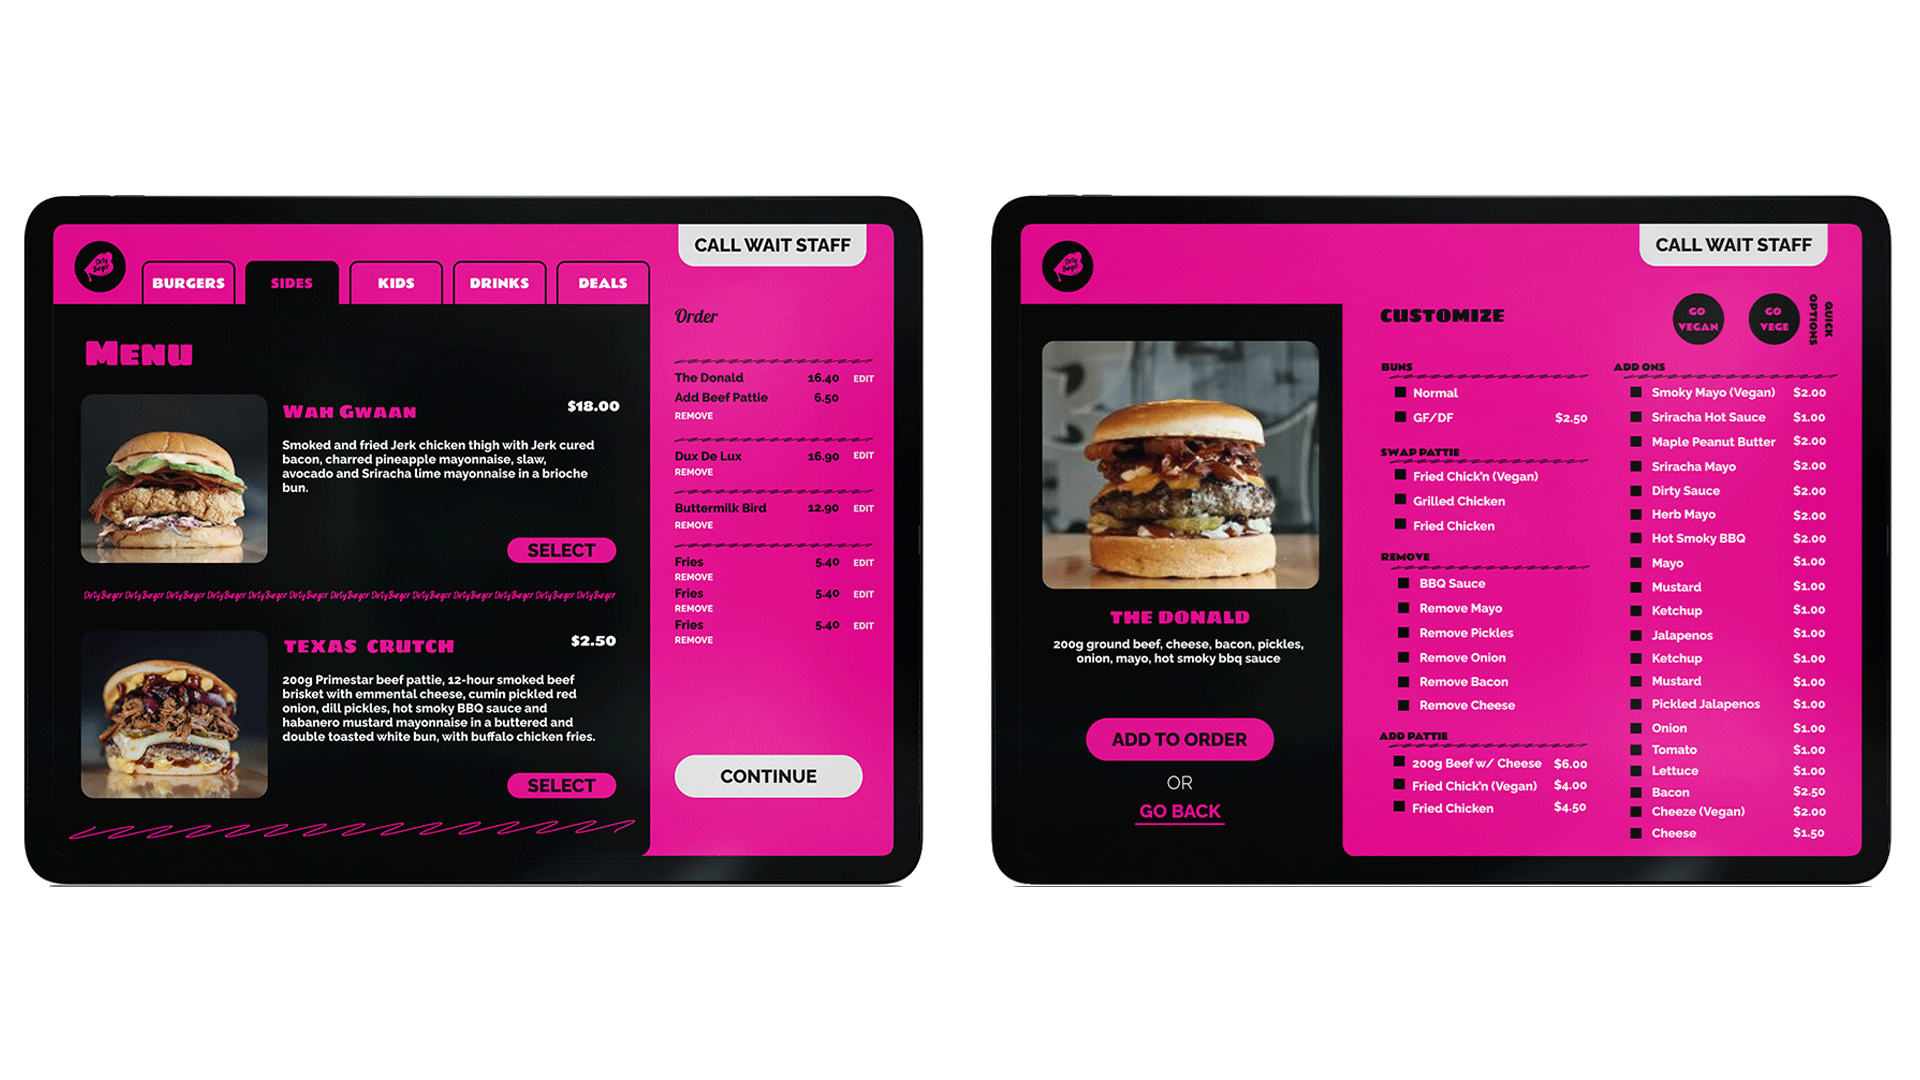 Dirty
Burger
BURGERS
SIDES
KIDS
DRINKS
DEALS
CALL WAIT STAFF
MENU
WAH GWAAN
$18.00
Smoked and fried Jerk chicken thigh with Jerk cured
bacon, charred pineapple mayonnaise, slaw,
avocado and Sriracha lime mayonnaise in a brioche
bun.
SELECT
Dirty Burger Dirty Burger Dirty Burger Dirty Burger Dirty Burger Dirty Burger Dirty Burger Dirty Burger Dirty Burger Dirty Burger Dirty Burger Dirty Burger Dirty Burger
TEXAS CRUTCH
$2.50
200g Primestar beef pattie, 12-hour smoked beef
brisket with emmental cheese, cumin pickled red
onion, dill pickles, hot smoky BBQ sauce and
habanero mustard mayonnaise in a buttered and
double toasted white bun, with buffalo chicken fries.
SELECT
Order
The Donald 16.40 EDIT
Add Beef Pattie 6.50
REMOVE
Dux De Lux 16.90 EDIT
REMOVE
Buttermilk Bird 12.90 EDIT
REMOVE
Fries 5.40 EDIT
REMOVE
Fries 5.40 EDIT
REMOVE
Fries 5.40 EDIT
REMOVE
CONTINUE
Dirty
Burger
CALL WAIT STAFF
THE DONALD
200g ground beef, cheese, bacon, pickles,
onion, mayo, hot smoky bbq sauce
ADD TO ORDER
OR
GO BACK
CUSTOMIZE
GO
VEGAN
GO
VEGE
QUICK
OPTIONS
BUNS
Normal
GF/DF $2.50
SWAP PATTIE
Fried Chick'n (Vegan)
Grilled Chicken
Fried Chicken
REMOVE
BBQ Sauce
Remove Mayo
Remove Pickles
Remove Onion
Remove Bacon
Remove Cheese
ADD PATTIE
200g Beef w/ Cheese $6.00
Fried Chick'n (Vegan) $4.00
Fried Chicken $4.50
ADD ONS
Smoky Mayo (Vegan) $2.00
Sriracha Hot Sauce $1.00
Maple Peanut Butter $2.00
Sriracha Mayo $2.00
Dirty Sauce $2.00
Herb Mayo $2.00
Hot Smoky BBQ $2.00
Mayo $1.00
Mustard $1.00
Ketchup $1.00
Jalapenos $1.00
Ketchup $1.00
Mustard $1.00
Pickled Jalapenos $1.00
Onion $1.00
Tomato $1.00
Lettuce $1.00
Bacon $2.50
Cheeze (Vegan) $2.00
Cheese $1.50